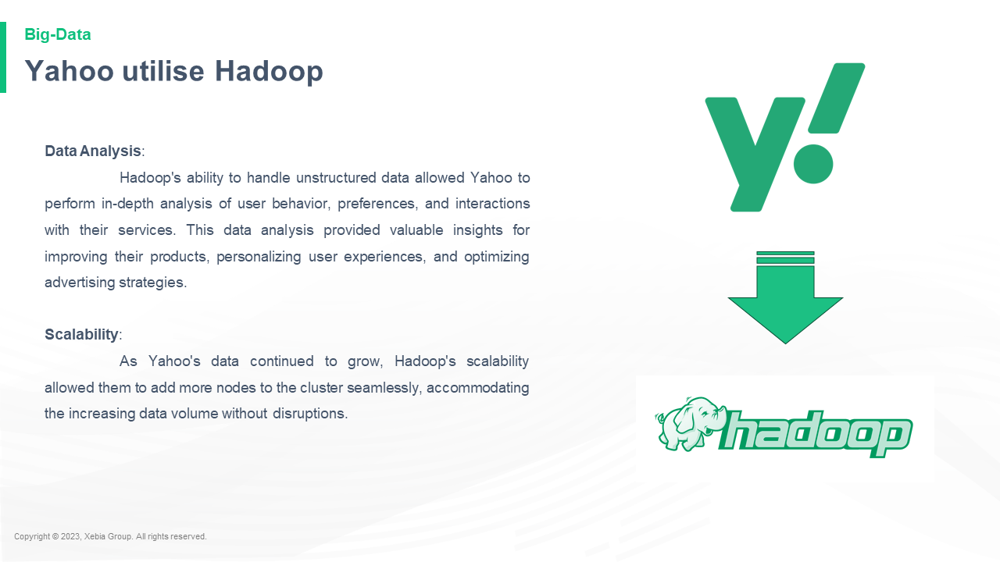 Big-Data
Yahoo utilise Hadoop
Data Analysis:
Hadoop's ability to handle unstructured data allowed Yahoo to
perform in-depth analysis of user behavior, preferences, and interactions
with their services. This data analysis provided valuable insights for
improving their products, personalizing user experiences, and optimizing
advertising strategies.
Scalability:
As Yahoo's data continued to grow, Hadoop's scalability
allowed them to add more nodes to the cluster seamlessly, accommodating
the increasing data volume without disruptions.
y!
hadoop
Copyright © 2023, Xebia Group. All rights reserved.